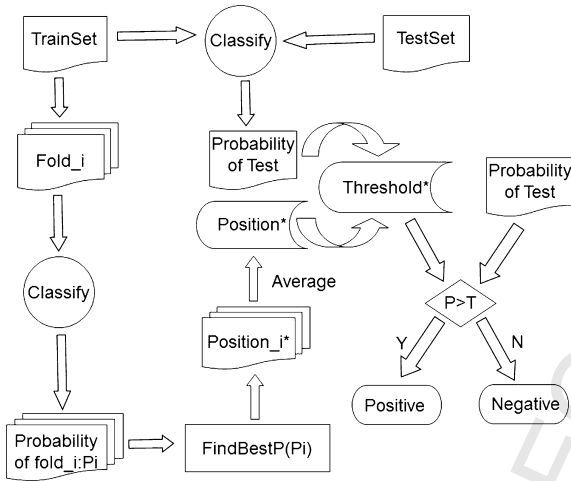 TrainSet
Classify
TestSet
Fold_i
Probability
of Test
Threshold*
Probability
of Test
Position*
Classify
Average
P>T
Position_i*
Y
N
Positive
Negative
Probability
of fold_i:Pi
FindBestP(Pi)